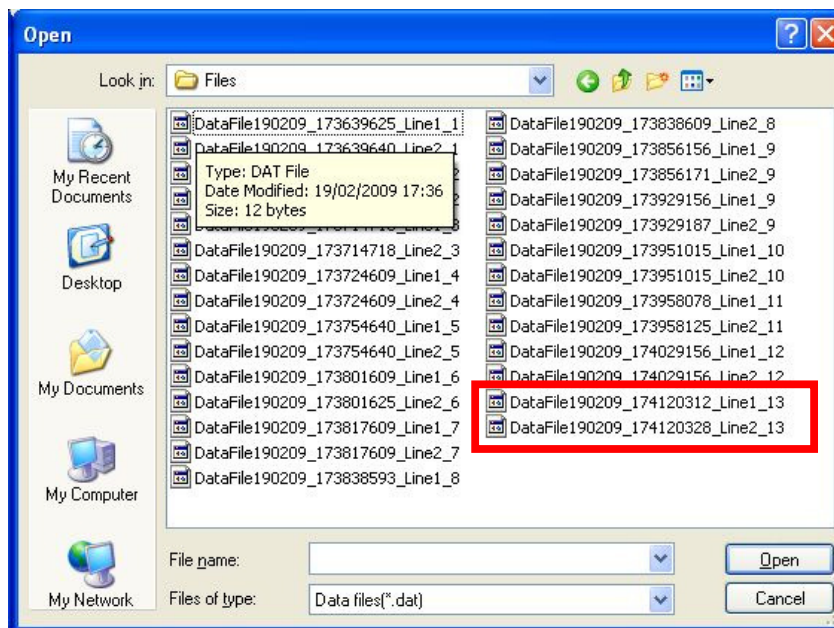 Open
Look in:
Files
My Recent
Documents
Desktop
My Documents
My Computer
My Network
DataFile190209_173639625_Line1_1
DataFile190209_173639640_Line2_1
Type: DAT File
Date Modified: 19/02/2009 17:36
Size: 12 bytes
DataFile190209_173714718_Line2_3
DataFile190209_173724609_Line1_4
DataFile190209_173724609_Line2_4
DataFile190209_173754640_Line1_5
DataFile190209_173754640_Line2_5
DataFile190209_173801609_Line1_6
DataFile190209_173801625_Line2_6
DataFile190209_173817609_Line1_7
DataFile190209_173817609_Line2_7
DataFile190209_173838593_Line1_8
DataFile190209_173838609_Line2_8
DataFile190209_173856156_Line1_9
DataFile190209_173856171_Line2_9
DataFile190209_173929156_Line1_9
DataFile190209_173929187_Line2_9
DataFile190209_173951015_Line1_10
DataFile190209_173951015_Line2_10
DataFile190209_173958078_Line1_11
DataFile190209_173958125_Line2_11
DataFile190209_174029156_Line1_12
DataFile190209_174029156_Line2_12
DataFile190209_174120312_Line1_13
DataFile190209_174120328_Line2_13
File name:
Open
Files of type:
Data files(*.dat)
Cancel